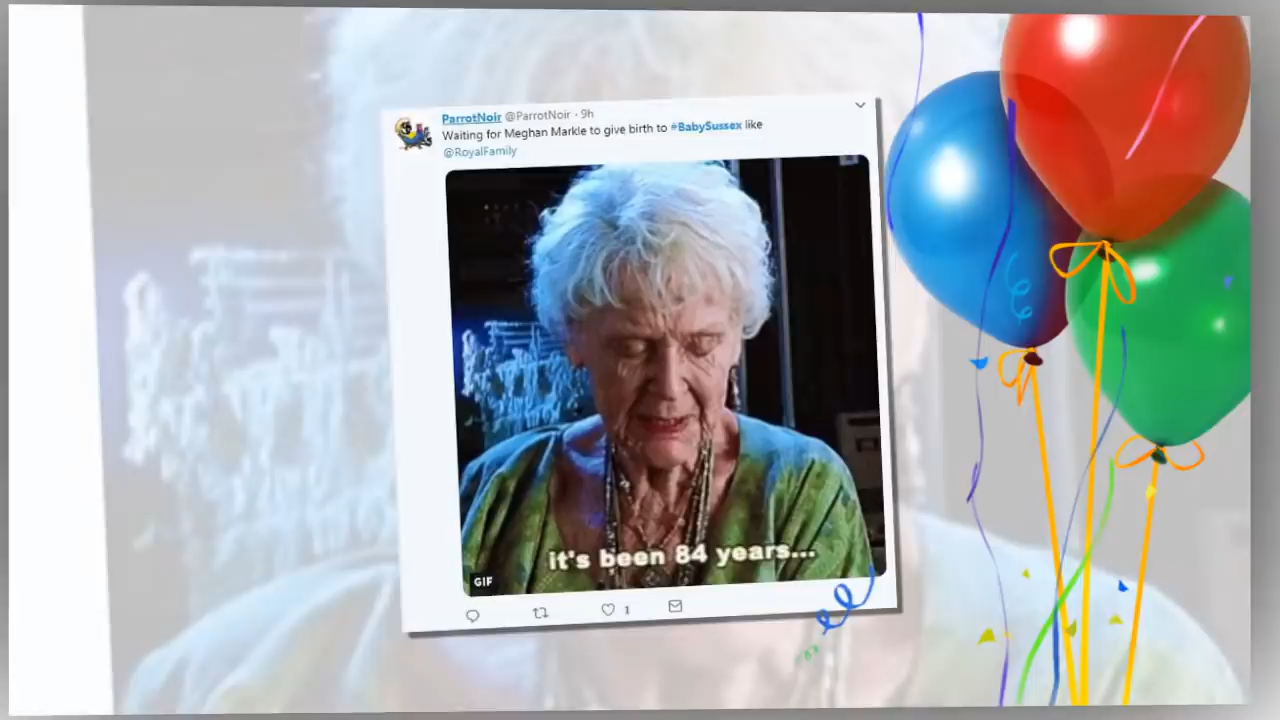 ParrotNoir @ParrotNoir · 9h
Waiting for Meghan Markle to give birth to #BabySussex like
@RoyalFamily
it's been 84 years...
GIF
1